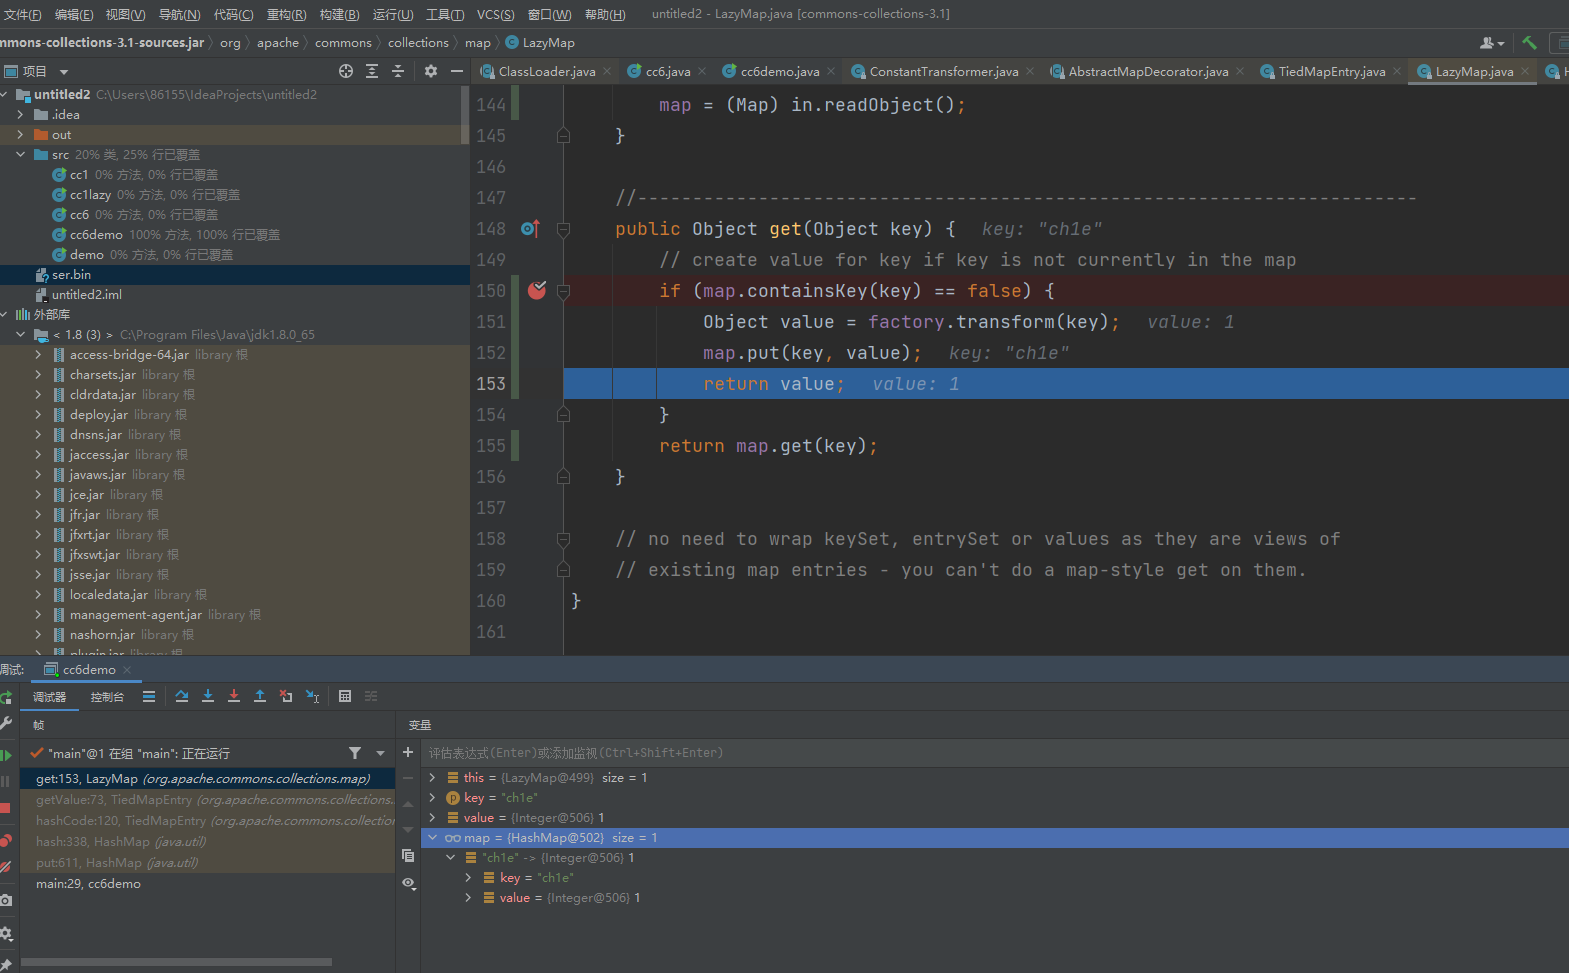 文件(F) 编辑(E) 视图(V) 导航(N) 代码(C) 重构(R) 构建(B) 运行(U) 工具(T) VCS(S) 窗口(W) 帮助(H) untitled2 - LazyMap.java [commons-collections-3.1]
mmons-collections-3.1-sources.jar org apache commons collections map LazyMap
项目
ClassLoader.java cc6.java cc6demo.java ConstantTransformer.java AbstractMapDecorator.java TiedMapEntry.java LazyMap.java H
untitled2 C:\Users\86155\IdeaProjects\untitled2
.idea
out
src 20% 类, 25% 行已覆盖
cc1 0% 方法, 0% 行已覆盖
cc1lazy 0% 方法, 0% 行已覆盖
cc6 0% 方法, 0% 行已覆盖
cc6demo 100% 方法, 100% 行已覆盖
demo 0% 方法, 0% 行已覆盖
ser.bin
untitled2.iml
外部库
< 1.8 (3) > C:\Program Files\Java\jdk1.8.0_65
access-bridge-64.jar library 根
charsets.jar library 根
cldrdata.jar library 根
deploy.jar library 根
dnsns.jar library 根
jaccess.jar library 根
javaws.jar library 根
jce.jar library 根
jfr.jar library 根
jfxrt.jar library 根
jfxswt.jar library 根
jsse.jar library 根
localedata.jar library 根
management-agent.jar library 根
nashorn.jar library 根
plugin.jar library 根
144 map = (Map) in.readObject();
145 }
146
147 //-----------------------------------------------------------------------
148 public Object get(Object key) { key: "ch1e"
149 // create value for key if key is not currently in the map
150 if (map.containsKey(key) == false) {
151 Object value = factory.transform(key); value: 1
152 map.put(key, value); key: "ch1e"
153 return value; value: 1
154 }
155 return map.get(key);
156 }
157
158 // no need to wrap keySet, entrySet or values as they are views of
159 // existing map entries - you can't do a map-style get on them.
160 }
161
调试: cc6demo
调试器 控制台
帧
"main"@1 在组 "main": 正在运行
get:153, LazyMap (org.apache.commons.collections.map)
getValue:73, TiedMapEntry (org.apache.commons.collections.
hashCode:120, TiedMapEntry (org.apache.commons.collection
hash:338, HashMap (java.util)
put:611, HashMap (java.util)
main:29, cc6demo
变量
评估表达式(Enter)或添加监视(Ctrl+Shift+Enter)
this = {LazyMap@499} size = 1
p key = "ch1e"
value = {Integer@506} 1
map = {HashMap@502} size = 1
"ch1e" -> {Integer@506} 1
key = "ch1e"
value = {Integer@506} 1